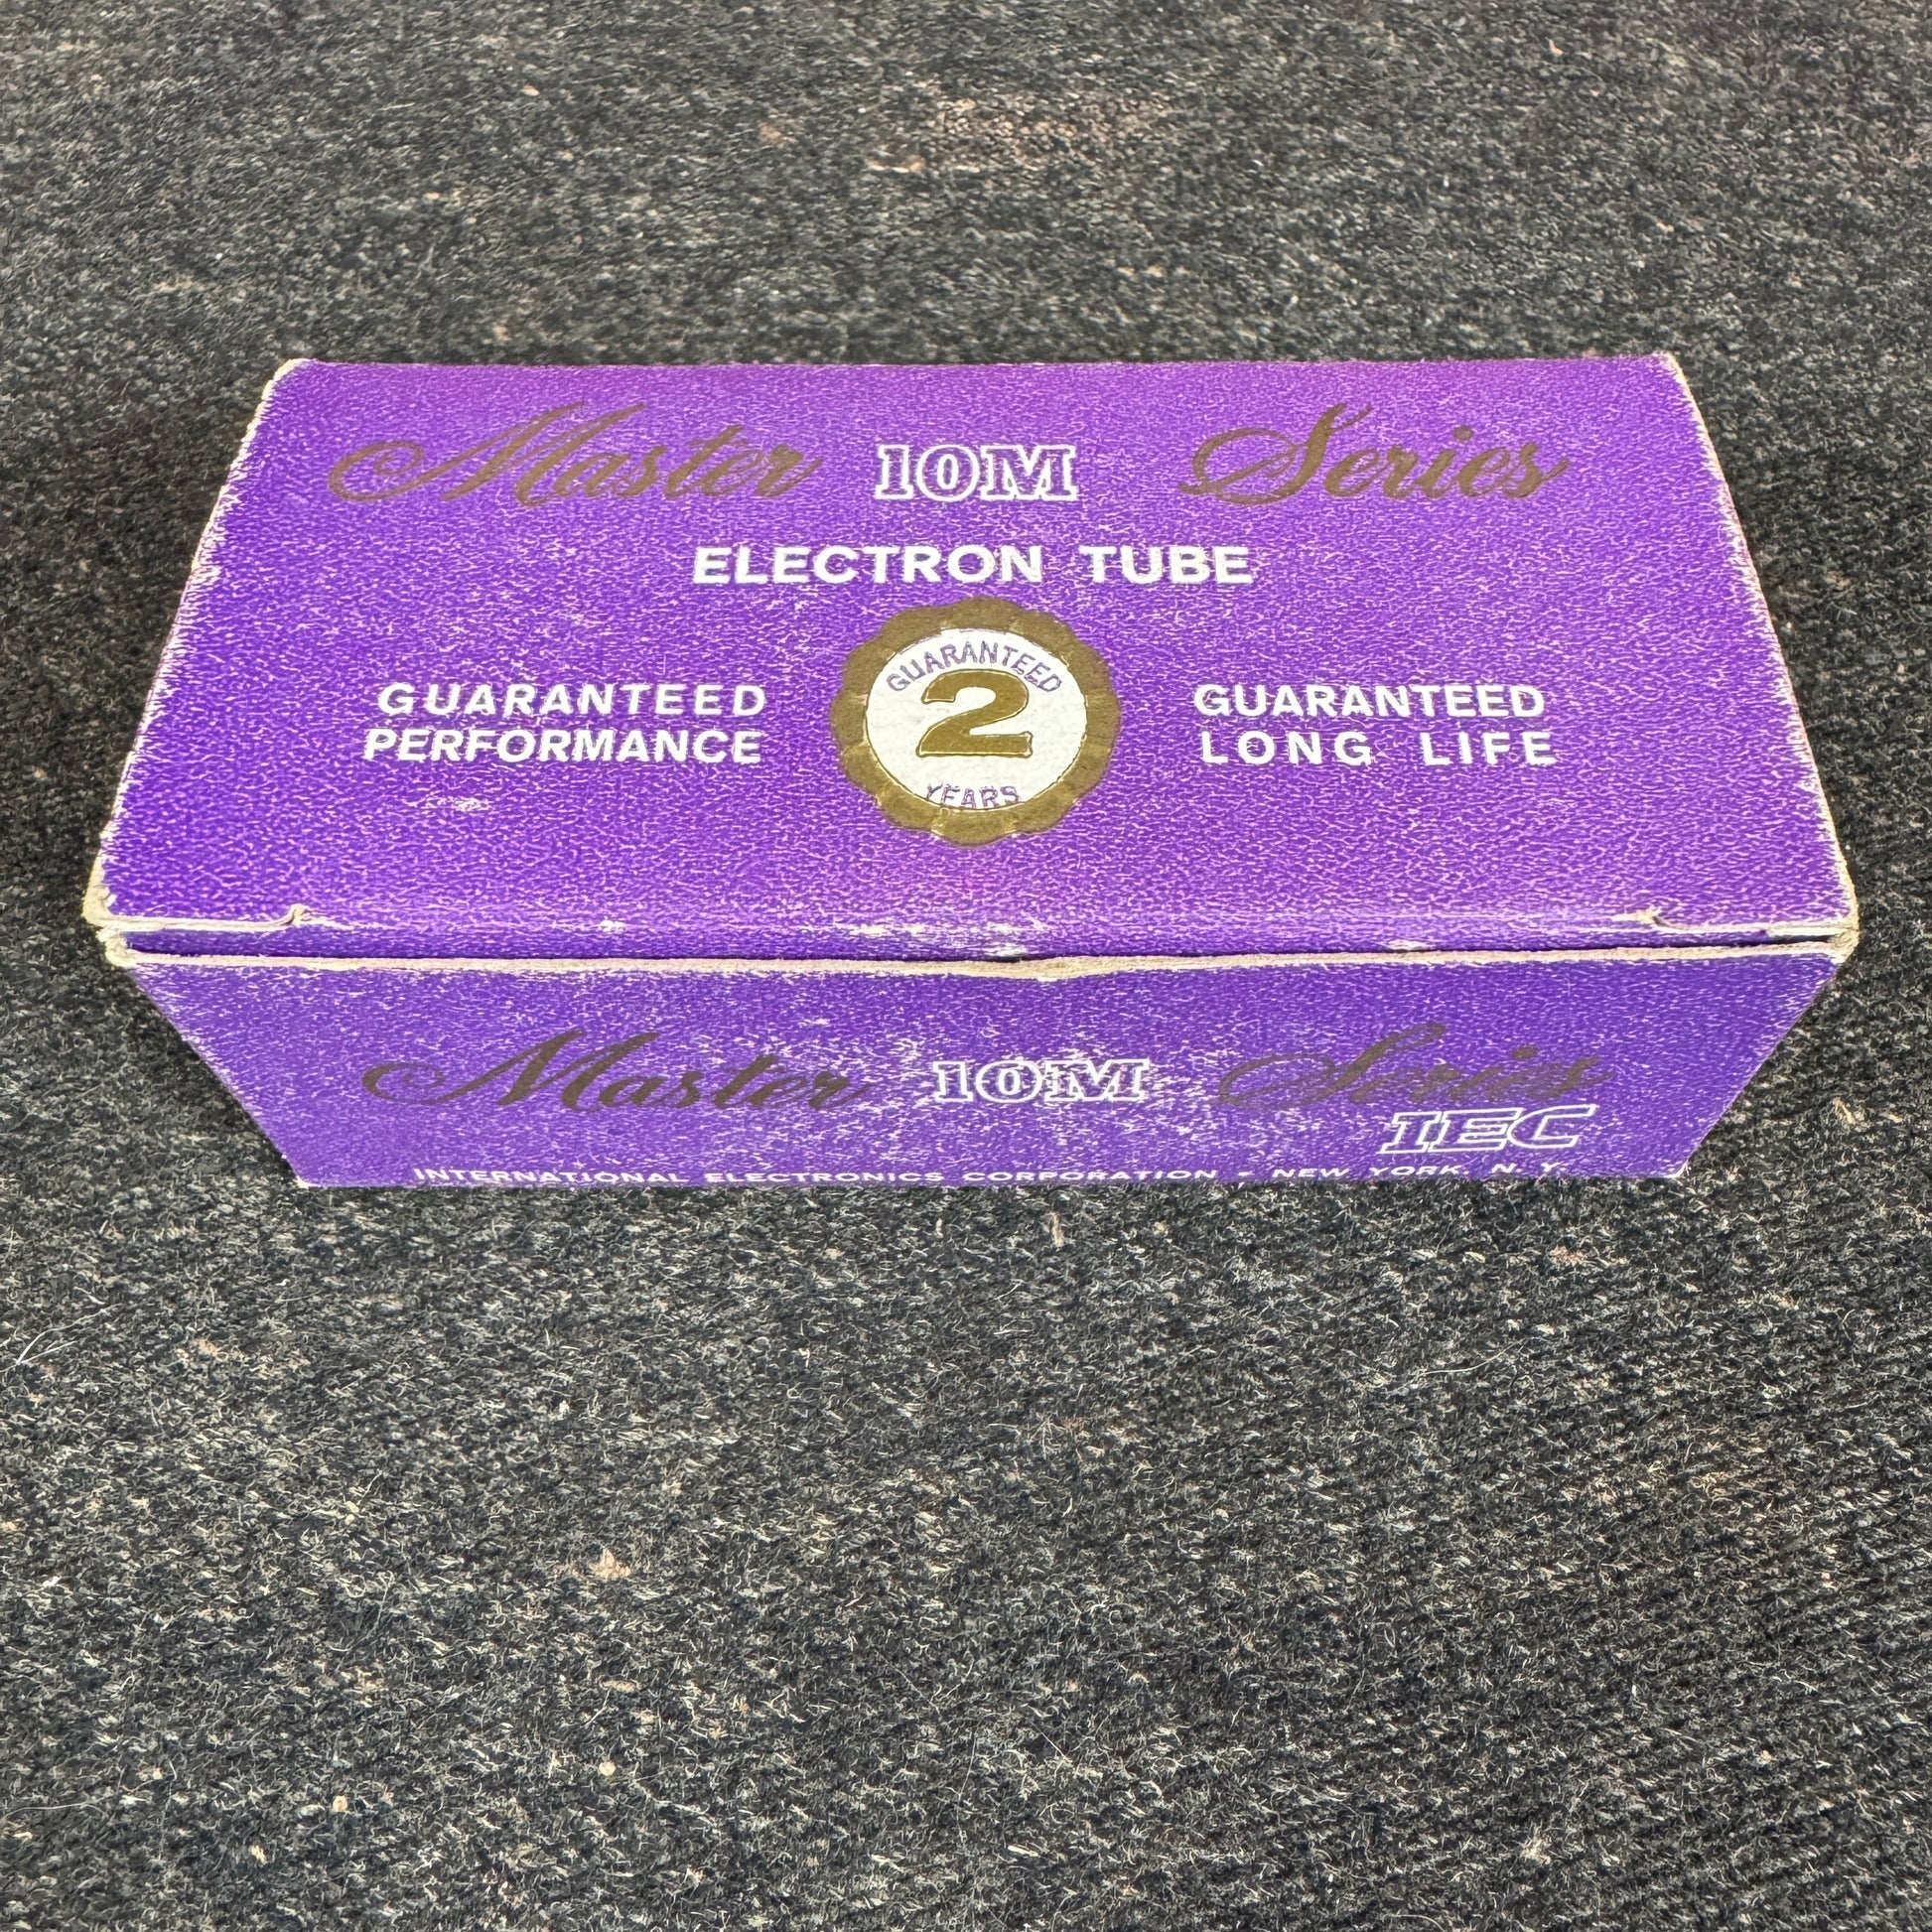 Master 10M Series
ELECTRON TUBE
GUARANTEED PERFORMANCE
GUARANTEED 2 YEARS
GUARANTEED LONG LIFE
Master 10M Series
IEC
INTERNATIONAL ELECTRONICS CORPORATION - NEW YORK, N. Y.